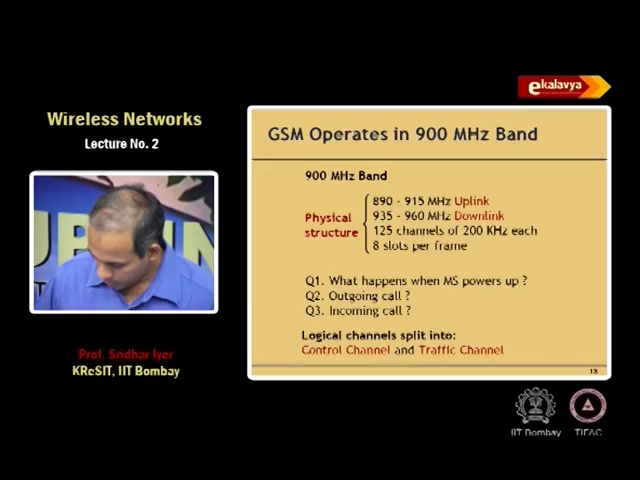 ekalavya
Wireless Networks
Lecture No. 2
GSM Operates in 900 MHz Band
900 MHz Band
Physical structure
890 - 915 MHz Uplink
935 - 960 MHz Downlink
125 channels of 200 KHz each
8 slots per frame
Q1. What happens when MS powers up ?
Q2. Outgoing call ?
Q3. Incoming call ?
Logical channels split into:
Control Channel and Traffic Channel
13
Prof. Sridhar Iyer
KReSIT, IIT Bombay
IIT Bombay
TIFAC